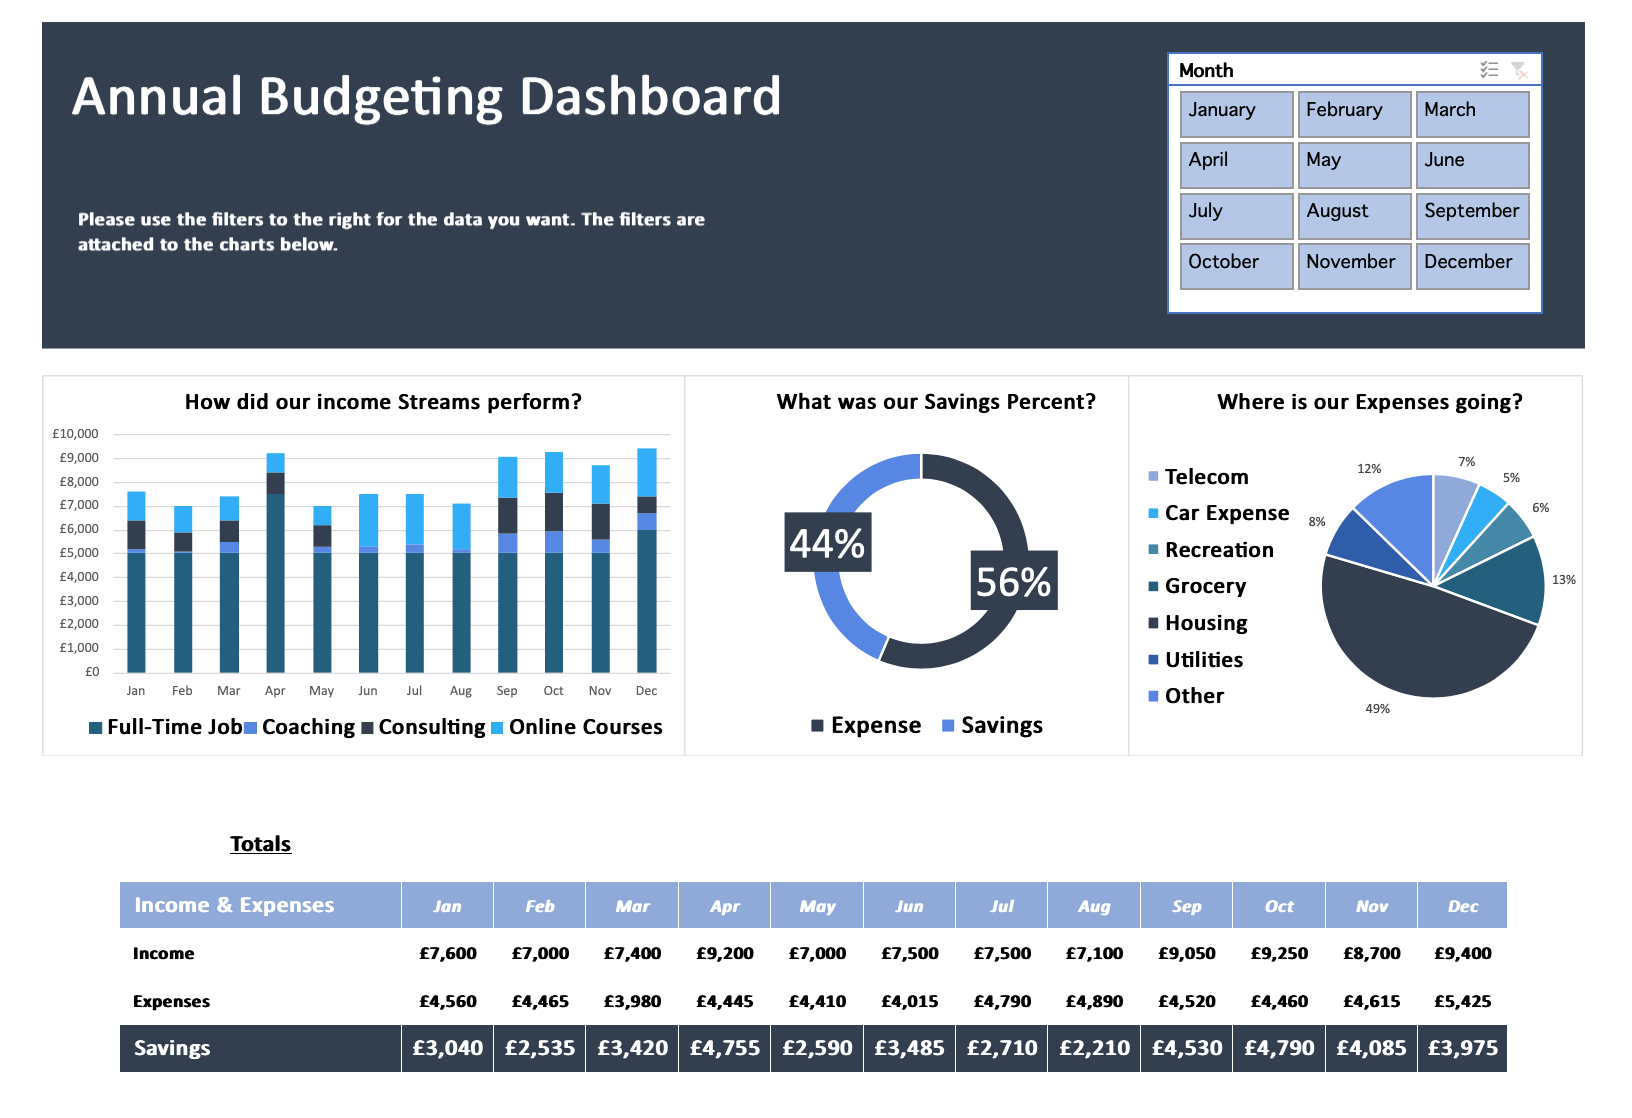 Annual Budgeting Dashboard
Please use the filters to the right for the data you want. The filters are
attached to the charts below.
Month
January February March
April May June
July August September
October November December
How did our income Streams perform?
£10,000
£9,000
£8,000
£7,000
£6,000
£5,000
£4,000
£3,000
£2,000
£1,000
£0
Jan Feb Mar Apr May Jun Jul Aug Sep Oct Nov Dec
Full-Time Job Coaching Consulting Online Courses
What was our Savings Percent?
44%
56%
Expense Savings
Where is our Expenses going?
Telecom
Car Expense
Recreation
Grocery
Housing
Utilities
Other
7%
5%
6%
13%
49%
8%
12%
Totals
Income & Expenses Jan Feb Mar Apr May Jun Jul Aug Sep Oct Nov Dec
Income £7,600 £7,000 £7,400 £9,200 £7,000 £7,500 £7,500 £7,100 £9,050 £9,250 £8,700 £9,400
Expenses £4,560 £4,465 £3,980 £4,445 £4,410 £4,015 £4,790 £4,890 £4,520 £4,460 £4,615 £5,425
Savings £3,040 £2,535 £3,420 £4,755 £2,590 £3,485 £2,710 £2,210 £4,530 £4,790 £4,085 £3,975